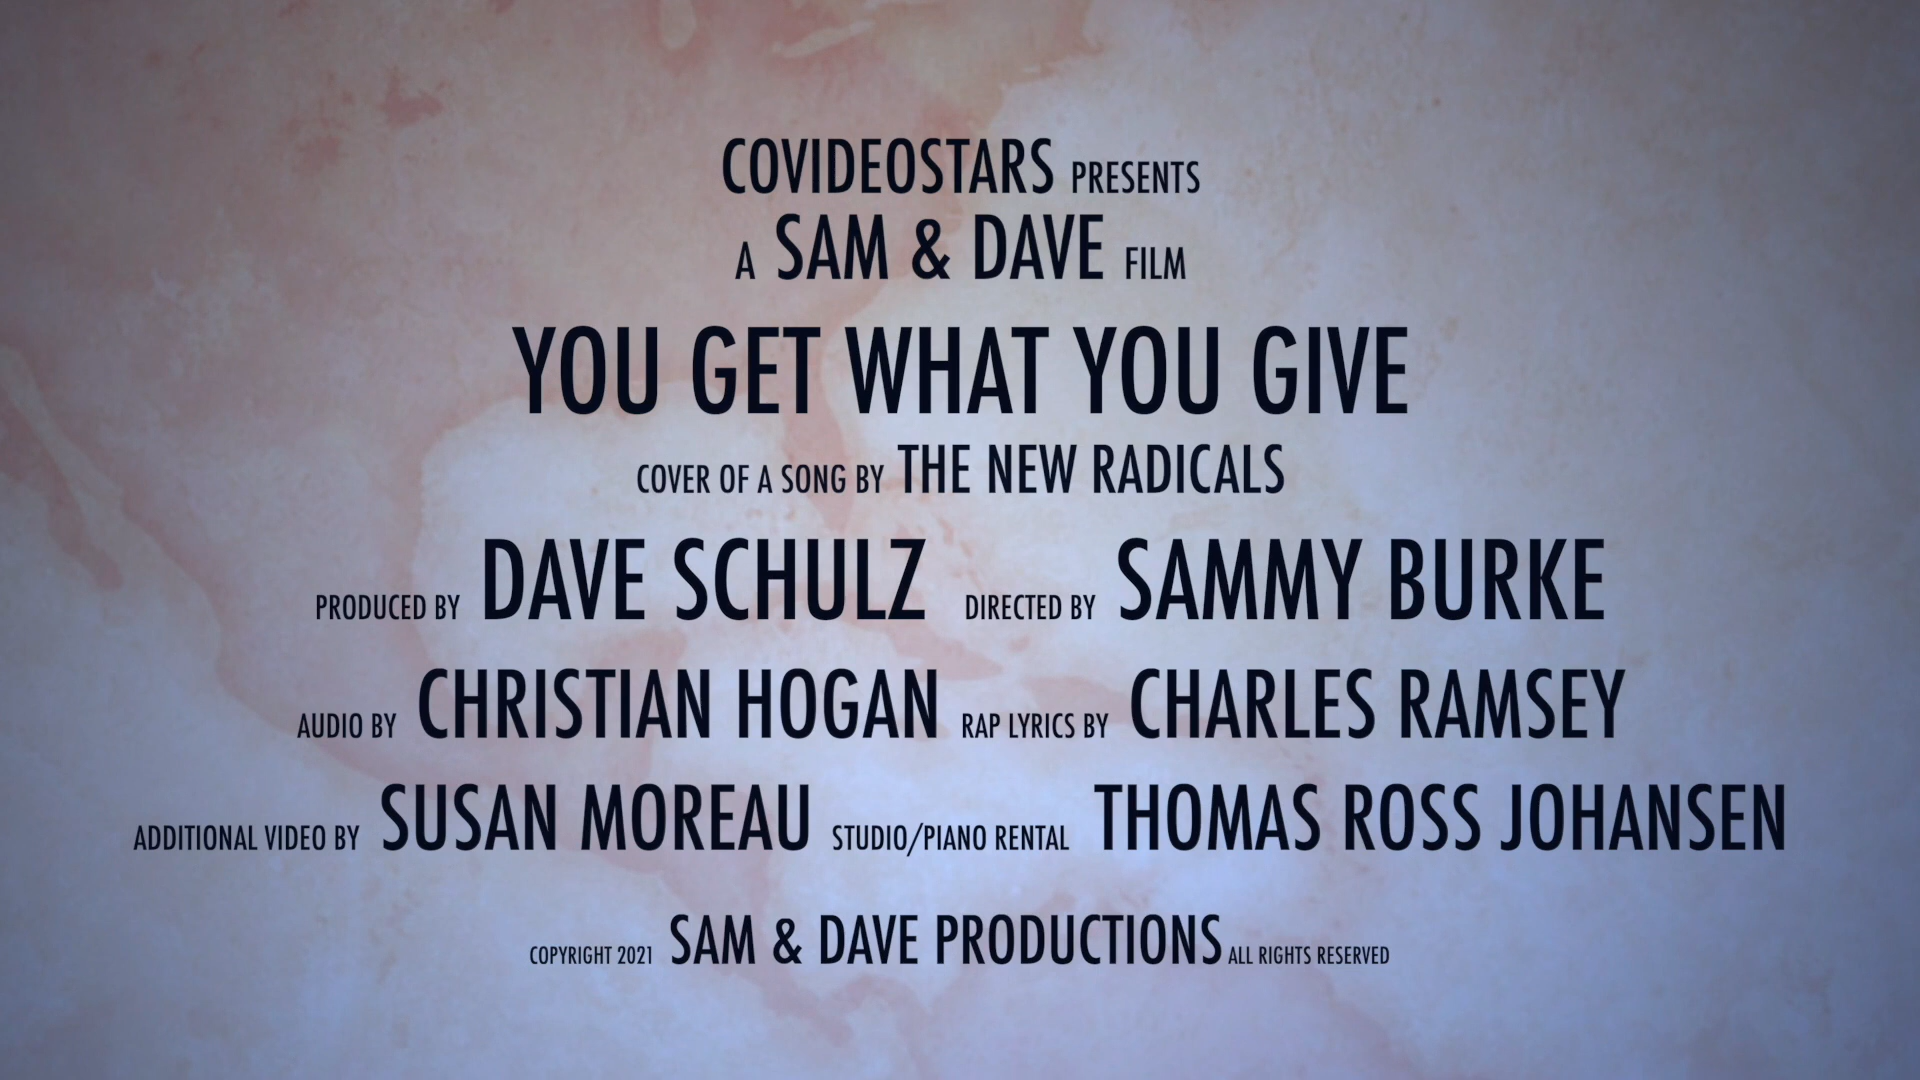 COVIDEOSTARS PRESENTS
A SAM & DAVE FILM
YOU GET WHAT YOU GIVE
COVER OF A SONG BY THE NEW RADICALS
PRODUCED BY DAVE SCHULZ DIRECTED BY SAMMY BURKE
AUDIO BY CHRISTIAN HOGAN RAP LYRICS BY CHARLES RAMSEY
ADDITIONAL VIDEO BY SUSAN MOREAU STUDIO/PIANO RENTAL THOMAS ROSS JOHANSEN
COPYRIGHT 2021 SAM & DAVE PRODUCTIONS ALL RIGHTS RESERVED